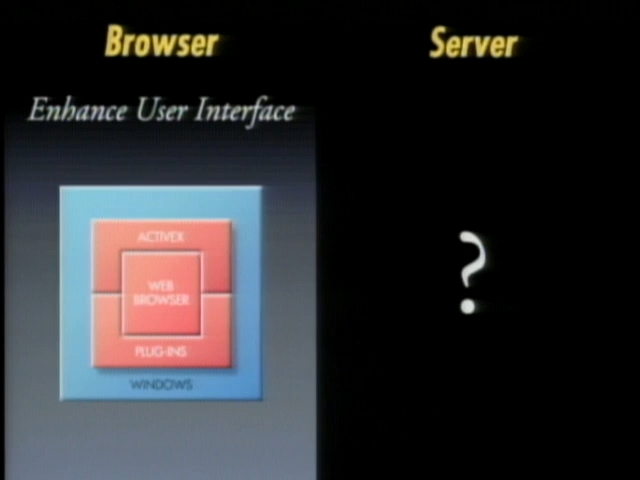 Browser
Server
Enhance User Interface
?
ACTIVEX
WEB
BROWSER
PLUG-INS
WINDOWS